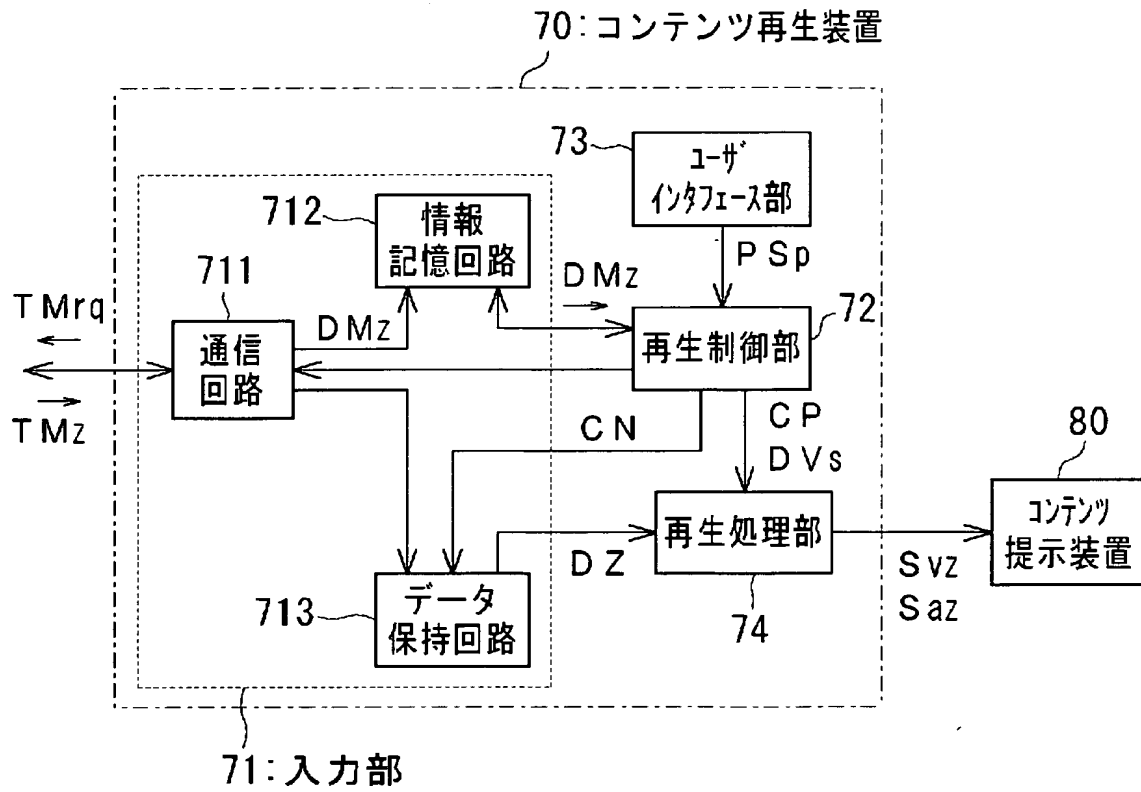 70:コンテンツ再生装置
73
ユーザ
インタフェース部
712
情報
記憶回路
PSp
711
DMz
TMrq
DMz
72
通信
回路
再生制御部
TMz
CN
CP
DVs
80
再生処理部
コンテンツ
提示装置
DZ
Svz
Saz
713
データ
保持回路
74
71:入力部